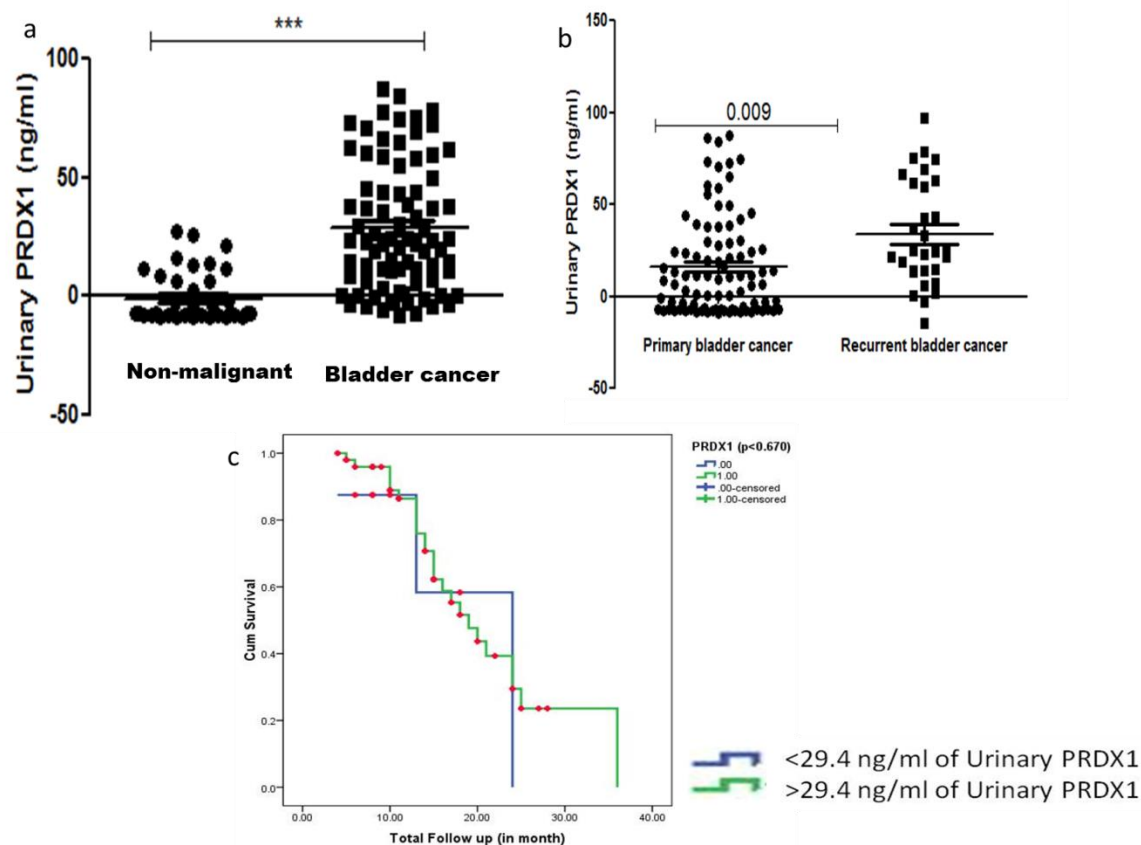 a
***
Urinary PRDX1 (ng/ml)
100
50
0
-50
Non-malignant
Bladder cancer
b
0.009
Urinary PRDX1 (ng/ml)
150
100
50
0
-50
Primary bladder cancer
Recurrent bladder cancer
c
PRDX1 (p<0.670)
.00
1.00
.00-censored
1.00-censored
Cum Survival
1.0
0.8
0.6
0.4
0.2
0.0
0.00 10.00 20.00 30.00 40.00
Total Follow up (in month)
<29.4 ng/ml of Urinary PRDX1
>29.4 ng/ml of Urinary PRDX1